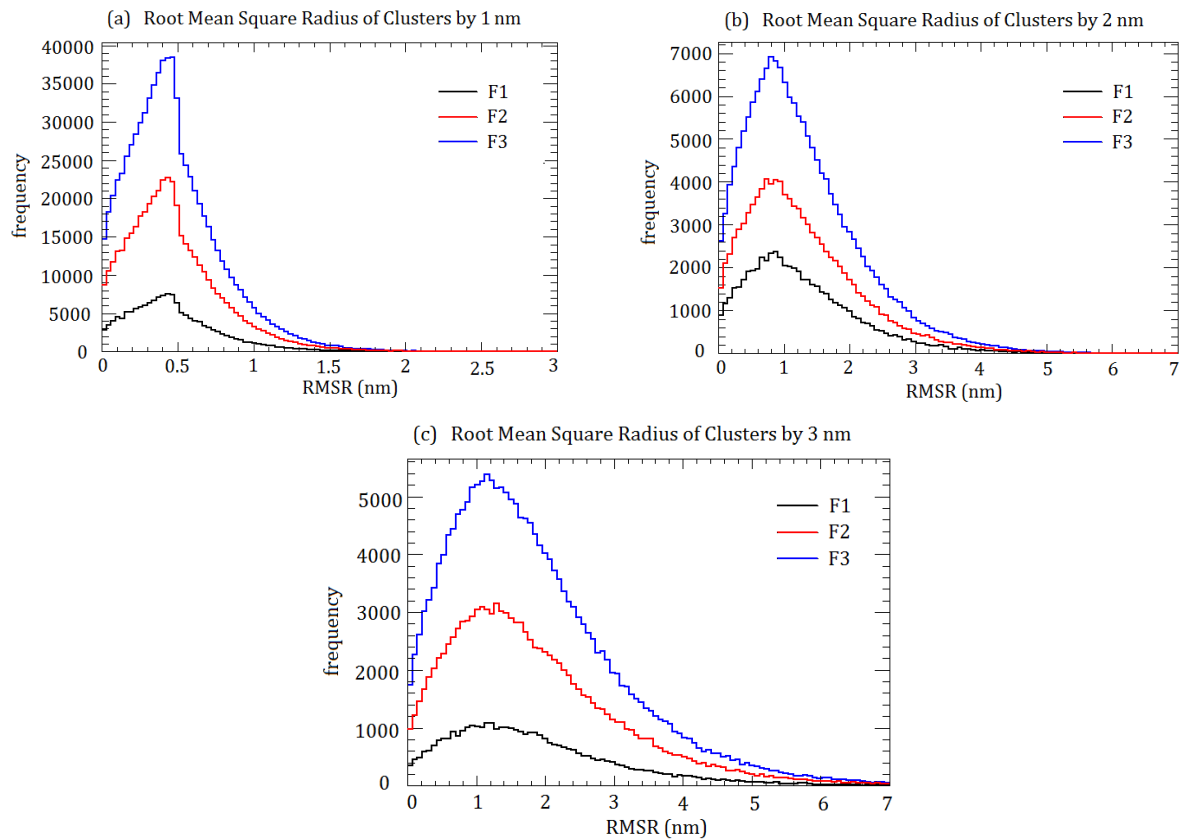 (a) Root Mean Square Radius of Clusters by 1 nm
40000
35000
30000
25000
20000
15000
10000
5000
0
frequency
F1
F2
F3
0 0.5 1 1.5 2 2.5 3
RMSR (nm)
(b) Root Mean Square Radius of Clusters by 2 nm
7000
6000
5000
4000
3000
2000
1000
0
frequency
F1
F2
F3
0 1 2 3 4 5 6 7
RMSR (nm)
(c) Root Mean Square Radius of Clusters by 3 nm
5000
4000
3000
2000
1000
0
frequency
F1
F2
F3
0 1 2 3 4 5 6 7
RMSR (nm)